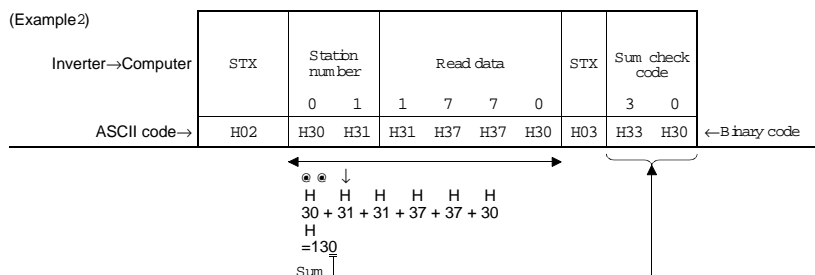 (Example2)
Inverter→Computer STX Station number Read data STX Sum check code
0 1 1 7 7 0 3 0
ASCII code→ H02 H30 H31 H31 H37 H37 H30 H03 H33 H30 ←Binary code
↓
H H H H H H
30 + 31 + 31 + 37 + 37 + 30
H
=130
Sum